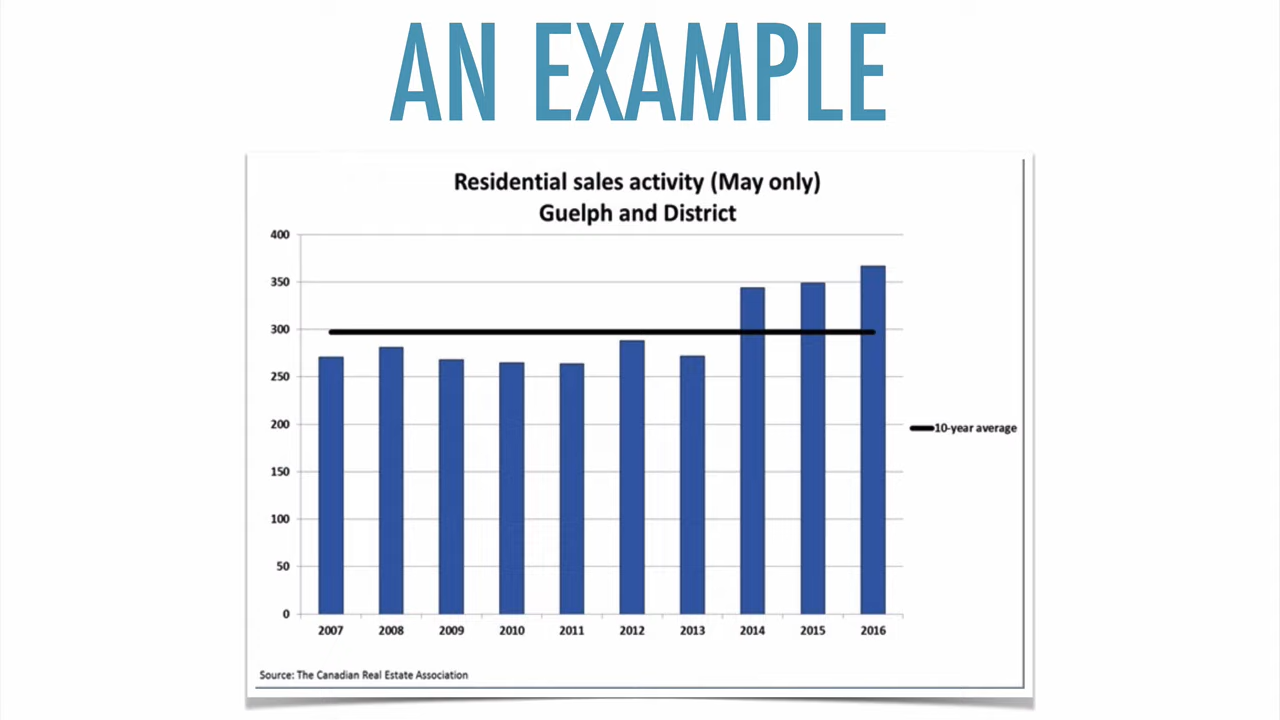 AN EXAMPLE
Residential sales activity (May only)
Guelph and District
400
350
300
250
200
150
100
50
0
10-year average
2007 2008 2009 2010 2011 2012 2013 2014 2015 2016
Source: The Canadian Real Estate Association